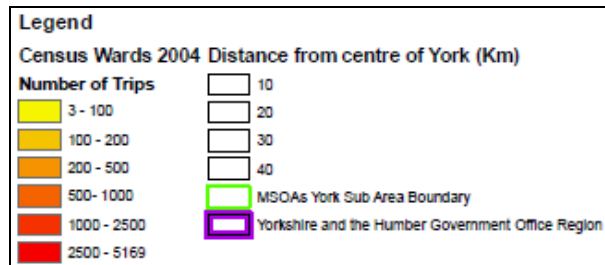 Legend
Census Wards 2004 Distance from centre of York (Km)
Number of Trips
3 - 100
100 - 200
200 - 500
500- 1000
1000 - 2500
2500 - 5169
10
20
30
40
MSOAs York Sub Area Boundary
Yorkshire and the Humber Government Office Region